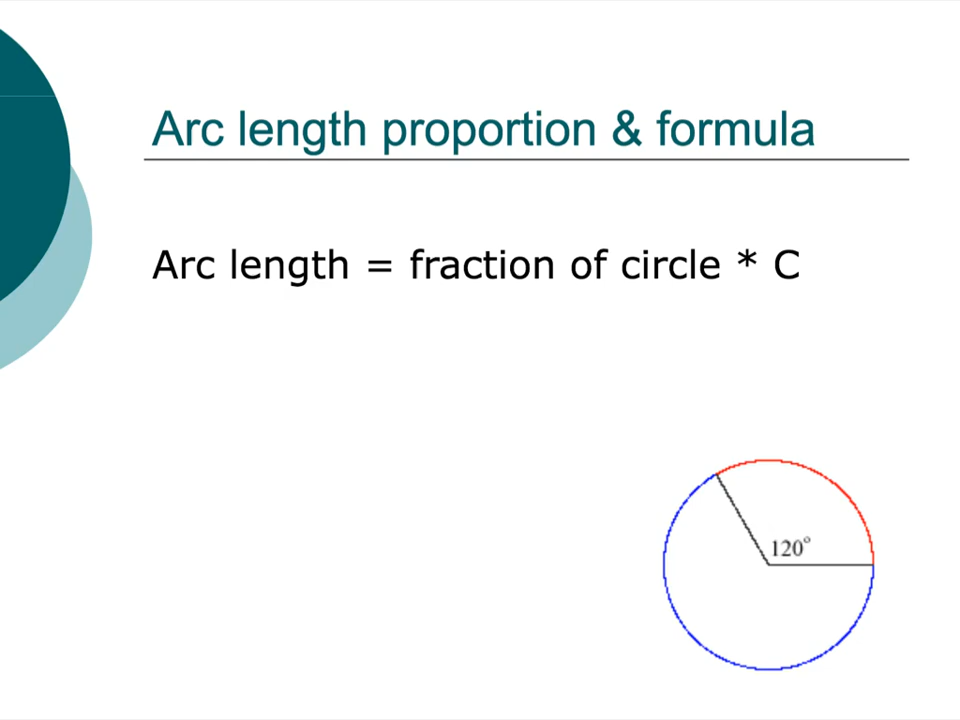 Arc length proportion & formula
Arc length = fraction of circle * C
120°